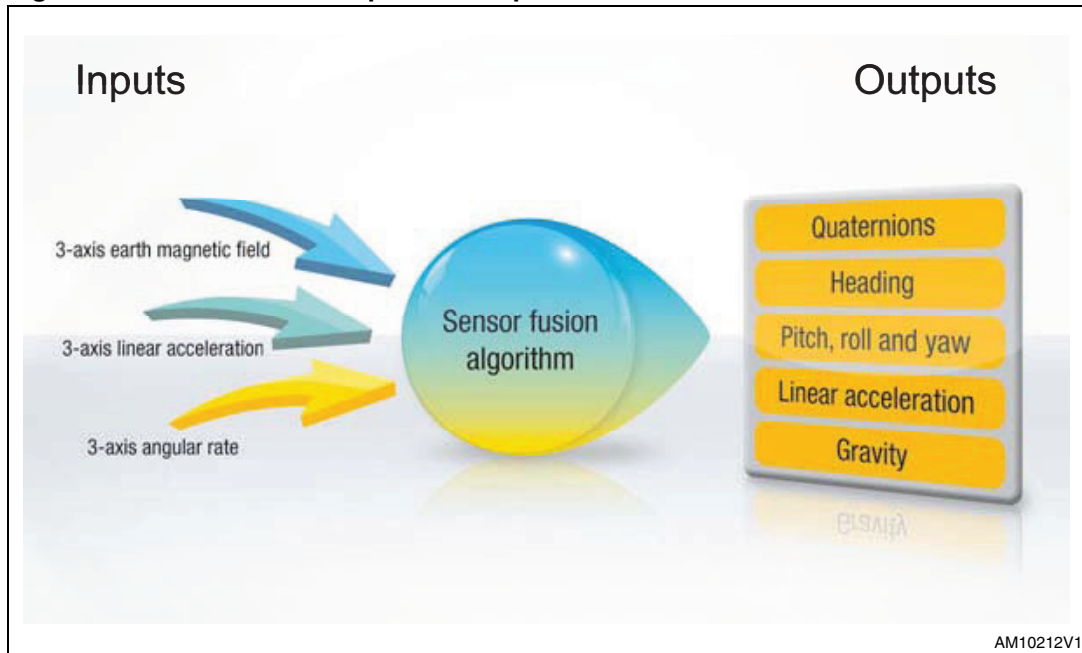 Inputs
Outputs
3-axis earth magnetic field
3-axis linear acceleration
3-axis angular rate
Sensor fusion
algorithm
Quaternions
Heading
Pitch, roll and yaw
Linear acceleration
Gravity
Gravity
AM10212V1